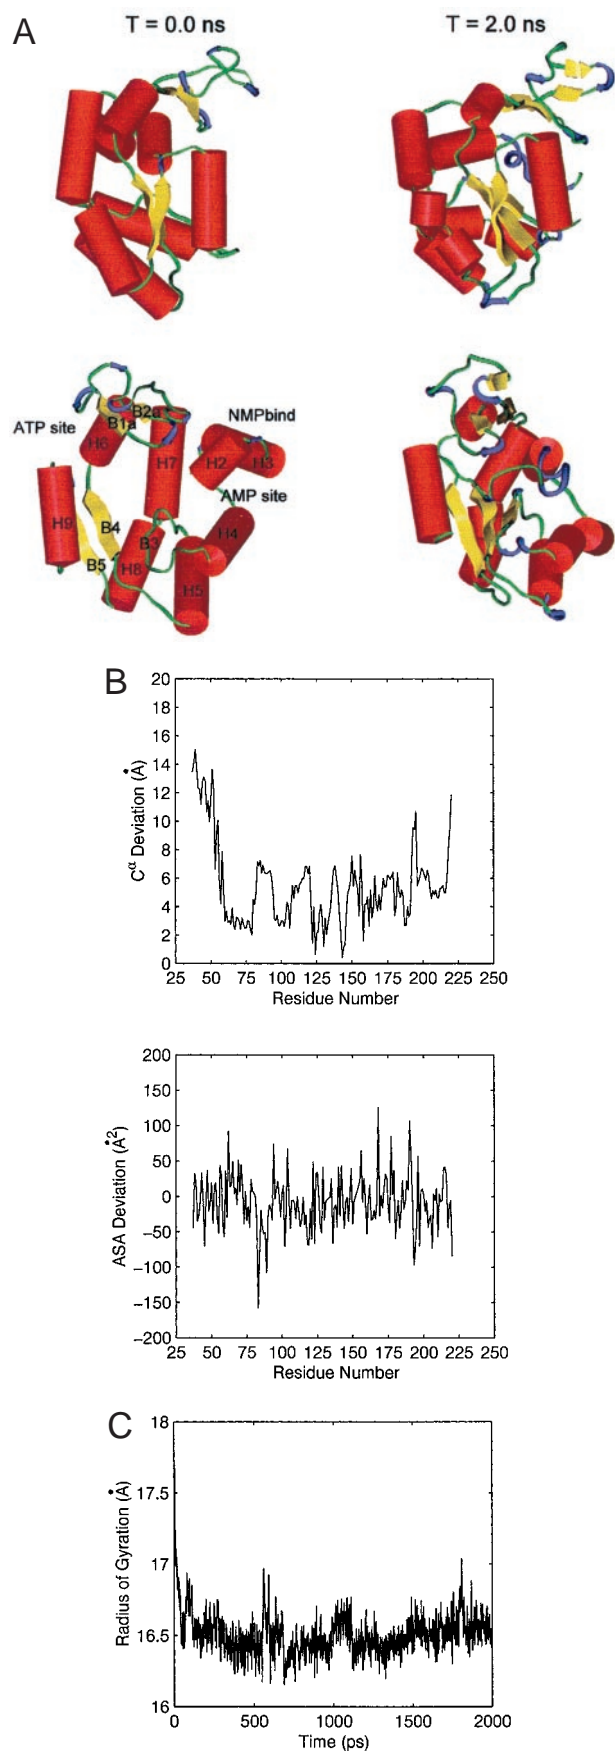 A
T = 0.0 ns
T = 2.0 ns
ATP site
B1a
B2a
NMPbind
H6
H7
H2
H3
AMP site
H9
B4
B3
H4
B5
H8
H5
B
20
18
16
14
12
10
8
6
4
2
0
Cα Deviation (Å)
25 50 75 100 125 150 175 200 225 250
Residue Number
200
150
100
50
0
−50
−100
−150
−200
ASA Deviation (Å2)
25 50 75 100 125 150 175 200 225 250
Residue Number
C
18
17.5
17
16.5
16
Radius of Gyration (Å)
0 500 1000 1500 2000
Time (ps)